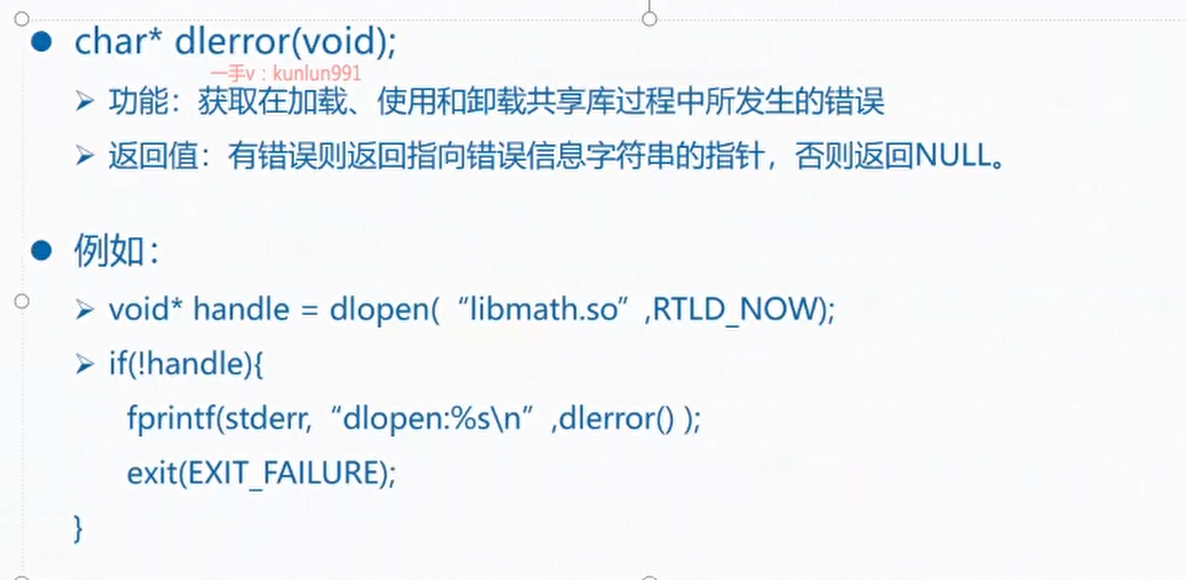 char* dlerror(void);
一手v：kunlun991
功能：获取在加载、使用和卸载共享库过程中所发生的错误
返回值：有错误则返回指向错误信息字符串的指针，否则返回NULL。
例如：
void* handle = dlopen(“libmath.so”,RTLD_NOW);
if(!handle){
fprintf(stderr,“dlopen:%s\n”,dlerror() );
exit(EXIT_FAILURE);
}